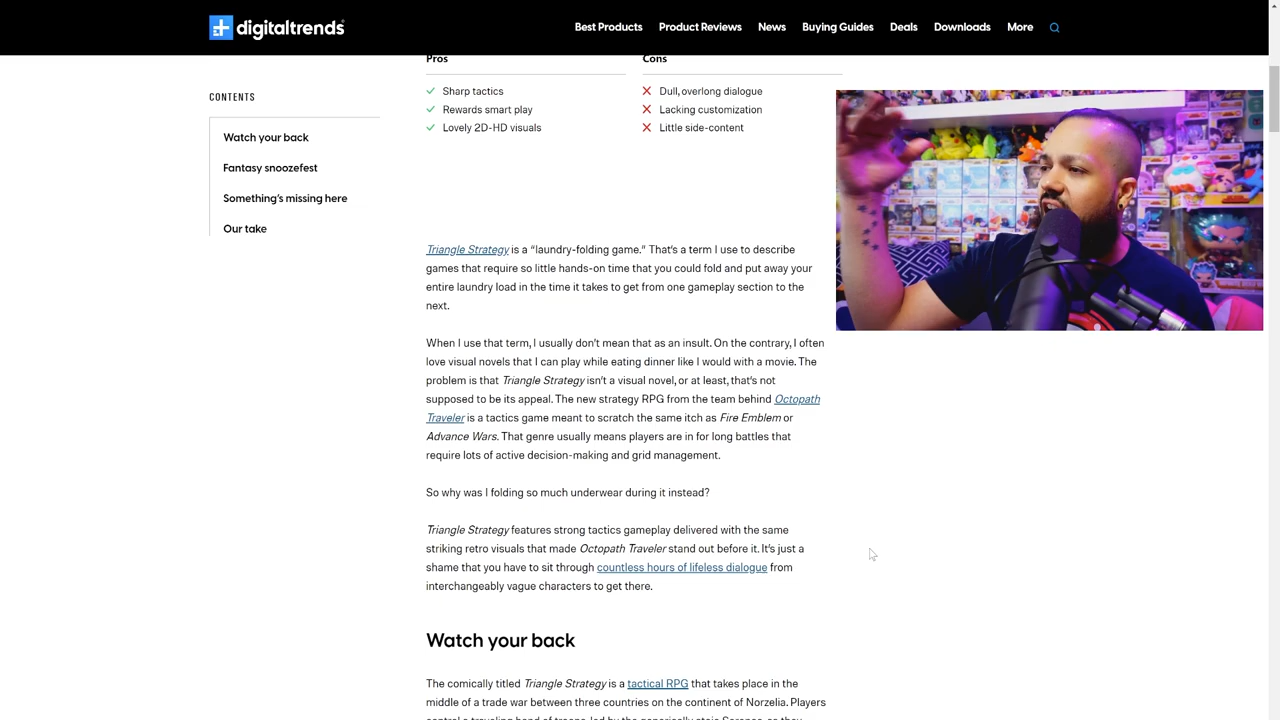 digitaltrends
Best Products
Product Reviews
News
Buying Guides
Deals
Downloads
More
CONTENTS
Watch your back
Fantasy snoozefest
Something's missing here
Our take
Pros
Sharp tactics
Rewards smart play
Lovely 2D-HD visuals
Cons
Dull, overlong dialogue
Lacking customization
Little side-content
Triangle Strategy is a “laundry-folding game.” That's a term I use to describe
games that require so little hands-on time that you could fold and put away your
entire laundry load in the time it takes to get from one gameplay section to the
next.
When I use that term, I usually don't mean that as an insult. On the contrary, I often
love visual novels that I can play while eating dinner like I would with a movie. The
problem is that Triangle Strategy isn't a visual novel, or at least, that's not
supposed to be its appeal. The new strategy RPG from the team behind Octopath
Traveler is a tactics game meant to scratch the same itch as Fire Emblem or
Advance Wars. That genre usually means players are in for long battles that
require lots of active decision-making and grid management.
So why was I folding so much underwear during it instead?
Triangle Strategy features strong tactics gameplay delivered with the same
striking retro visuals that made Octopath Traveler stand out before it. It's just a
shame that you have to sit through countless hours of lifeless dialogue from
interchangeably vague characters to get there.
Watch your back
The comically titled Triangle Strategy is a tactical RPG that takes place in the
middle of a trade war between three countries on the continent of Norzelia. Players
control a traveling band of troops, led by the generically stoic Serenoa, as they